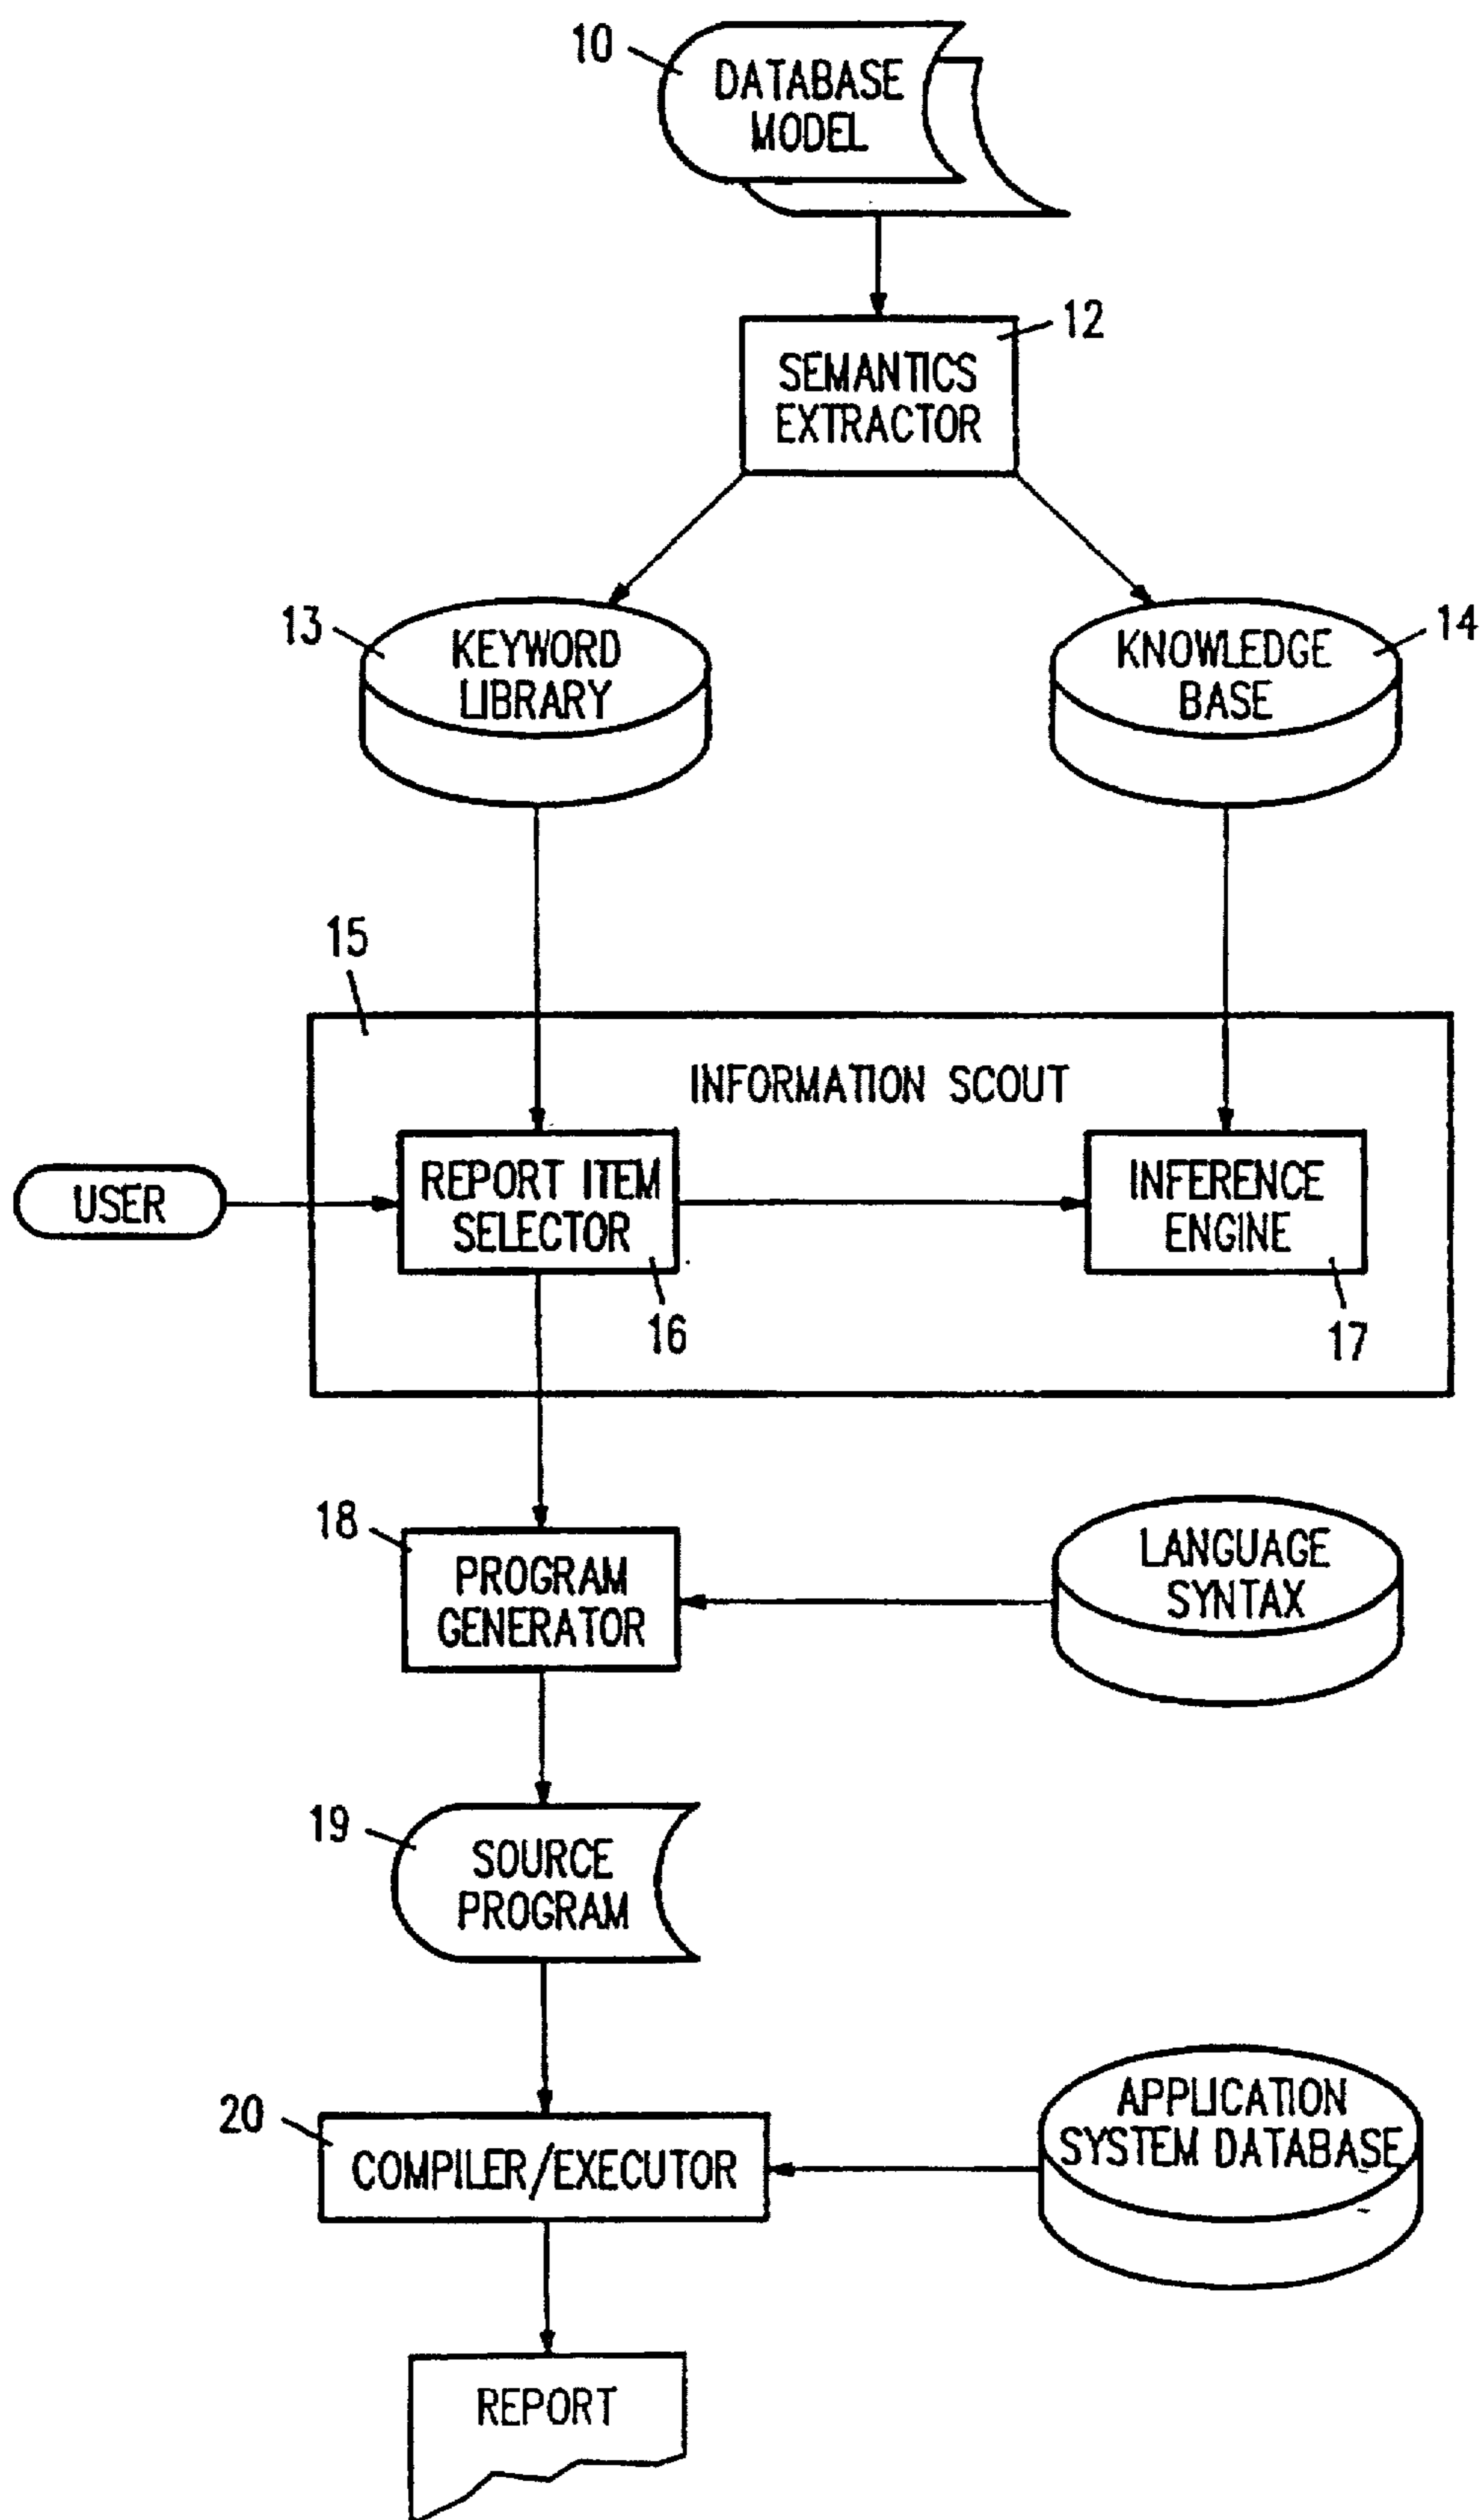 10
DATABASE
MODEL
12
SEMANTICS
EXTRACTOR
13
KEYWORD
LIBRARY
14
KNOWLEDGE
BASE
15
INFORMATION SCOUT
USER
REPORT ITEM
SELECTOR
16
INFERENCE
ENGINE
17
18
PROGRAM
GENERATOR
LANGUAGE
SYNTAX
19
SOURCE
PROGRAM
20
COMPILER/EXECUTOR
APPLICATION
SYSTEM DATABASE
REPORT